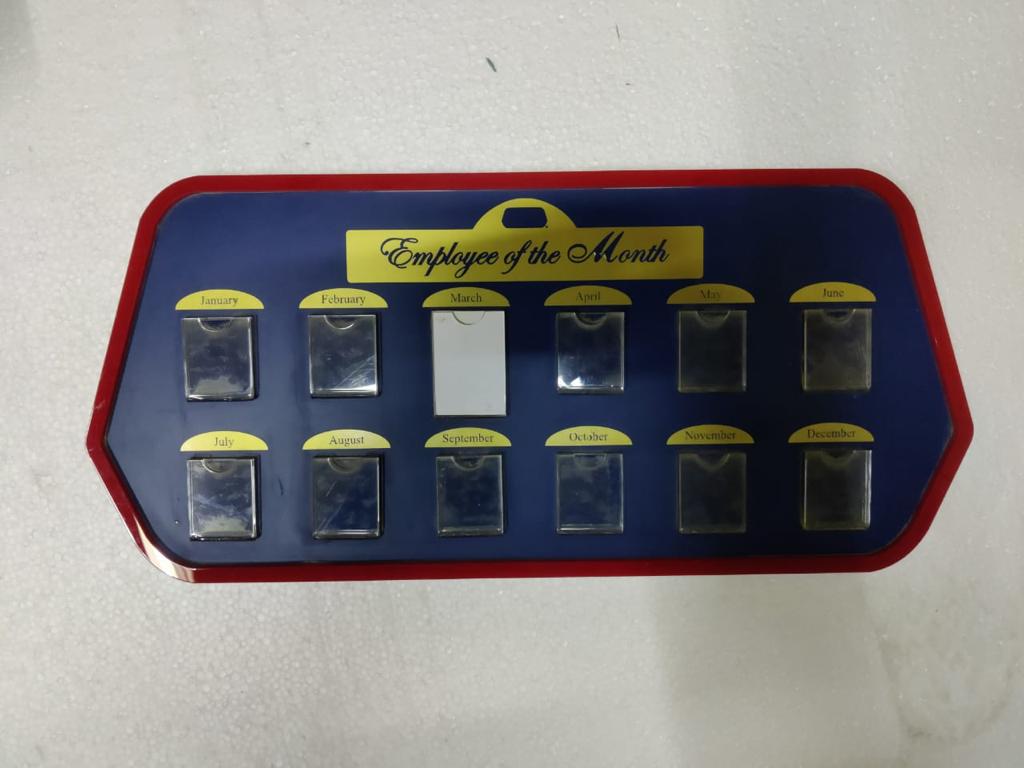 Employee of the Month
January February March April May June
July August September October November December